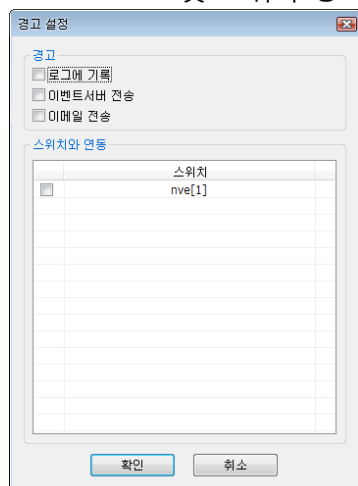 경고 설정
경고
로그에 기록
이벤트서버 전송
이메일 전송
스위치와 연동
스위치
nve[1]
확인
취소